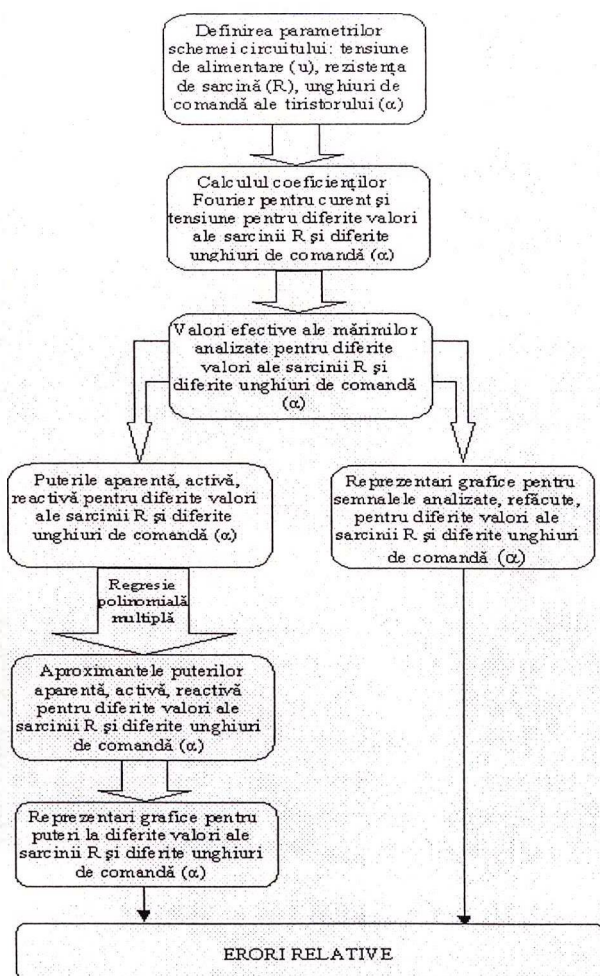 Definirea parametrilor
schemei circuitului: tensiune
de alimentare (u), rezistența
de sarcină (R), unghiuri de
comandă ale tiristorului (α)
Calculul coeficienților
Fourier pentru curent și
tensiune pentru diferite valori
ale sarcinii R și diferite
unghiuri de comandă (α)
Valori efective ale mărimilor
analizate pentru diferite
valori ale sarcinii R și
diferite unghiuri de comandă
(α)
Puterile aparentă, activă,
reactivă pentru diferite valori
ale sarcinii R și diferite
unghiuri de comandă (α)
Reprezentari grafice pentru
semnalele analizate, refăcute,
pentru diferite valori ale
sarcinii R și diferite unghiuri
de comandă (α)
Regresie
polinomială
multiplă
Aproximantele puterilor
aparentă, activă, reactivă
pentru diferite valori ale
sarcinii R și diferite unghiuri
de comandă (α)
Reprezentari grafice pentru
puteri la diferite valori ale
sarcinii R și diferite unghiuri
de comandă (α)
ERORI RELATIVE